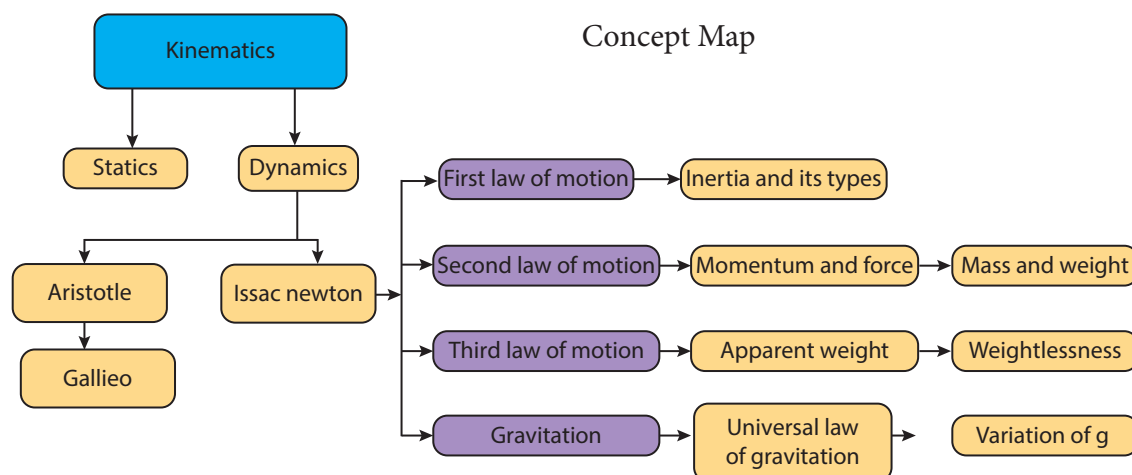 Concept Map
Kinematics
Statics
Dynamics
First law of motion
Inertia and its types
Second law of motion
Momentum and force
Mass and weight
Aristotle
Issac newton
Third law of motion
Apparent weight
Weightlessness
Gallieo
Gravitation
Universal law
of gravitation
Variation of g